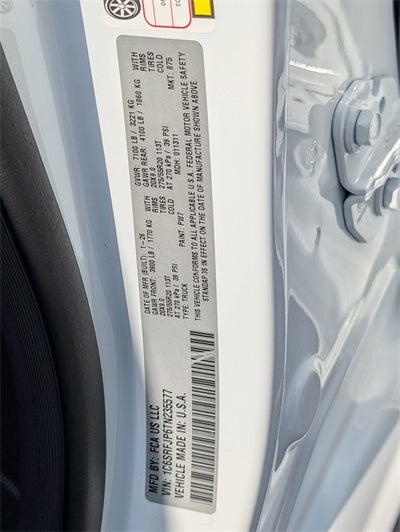 MFD BY: FCA US LLC
VIN: 1C6SRFJP6TN235577
VEHICLE MADE IN: U.S.A.
DATE OF MFR (BUILT): 1-26
GVWR: 7100 LB / 3221 KG
GAWR FRONT: 3900 LB / 1770 KG
WITH
GAWR REAR: 4100 LB / 1860 KG
WITH
20X9.0
RIMS
20X9.0
RIMS
275/55R20 113T
TIRES
275/55R20 113T
TIRES
AT 270 kPa / 39 PSI
COLD
AT 270 kPa / 39 PSI
COLD
TYPE: TRUCK
MDH: 011311
MKT: 875
PAINT: PW7
THIS VEHICLE CONFORMS TO ALL APPLICABLE U.S.A. FEDERAL MOTOR VEHICLE SAFETY
STANDARDS IN EFFECT ON THE DATE OF MANUFACTURE SHOWN ABOVE.